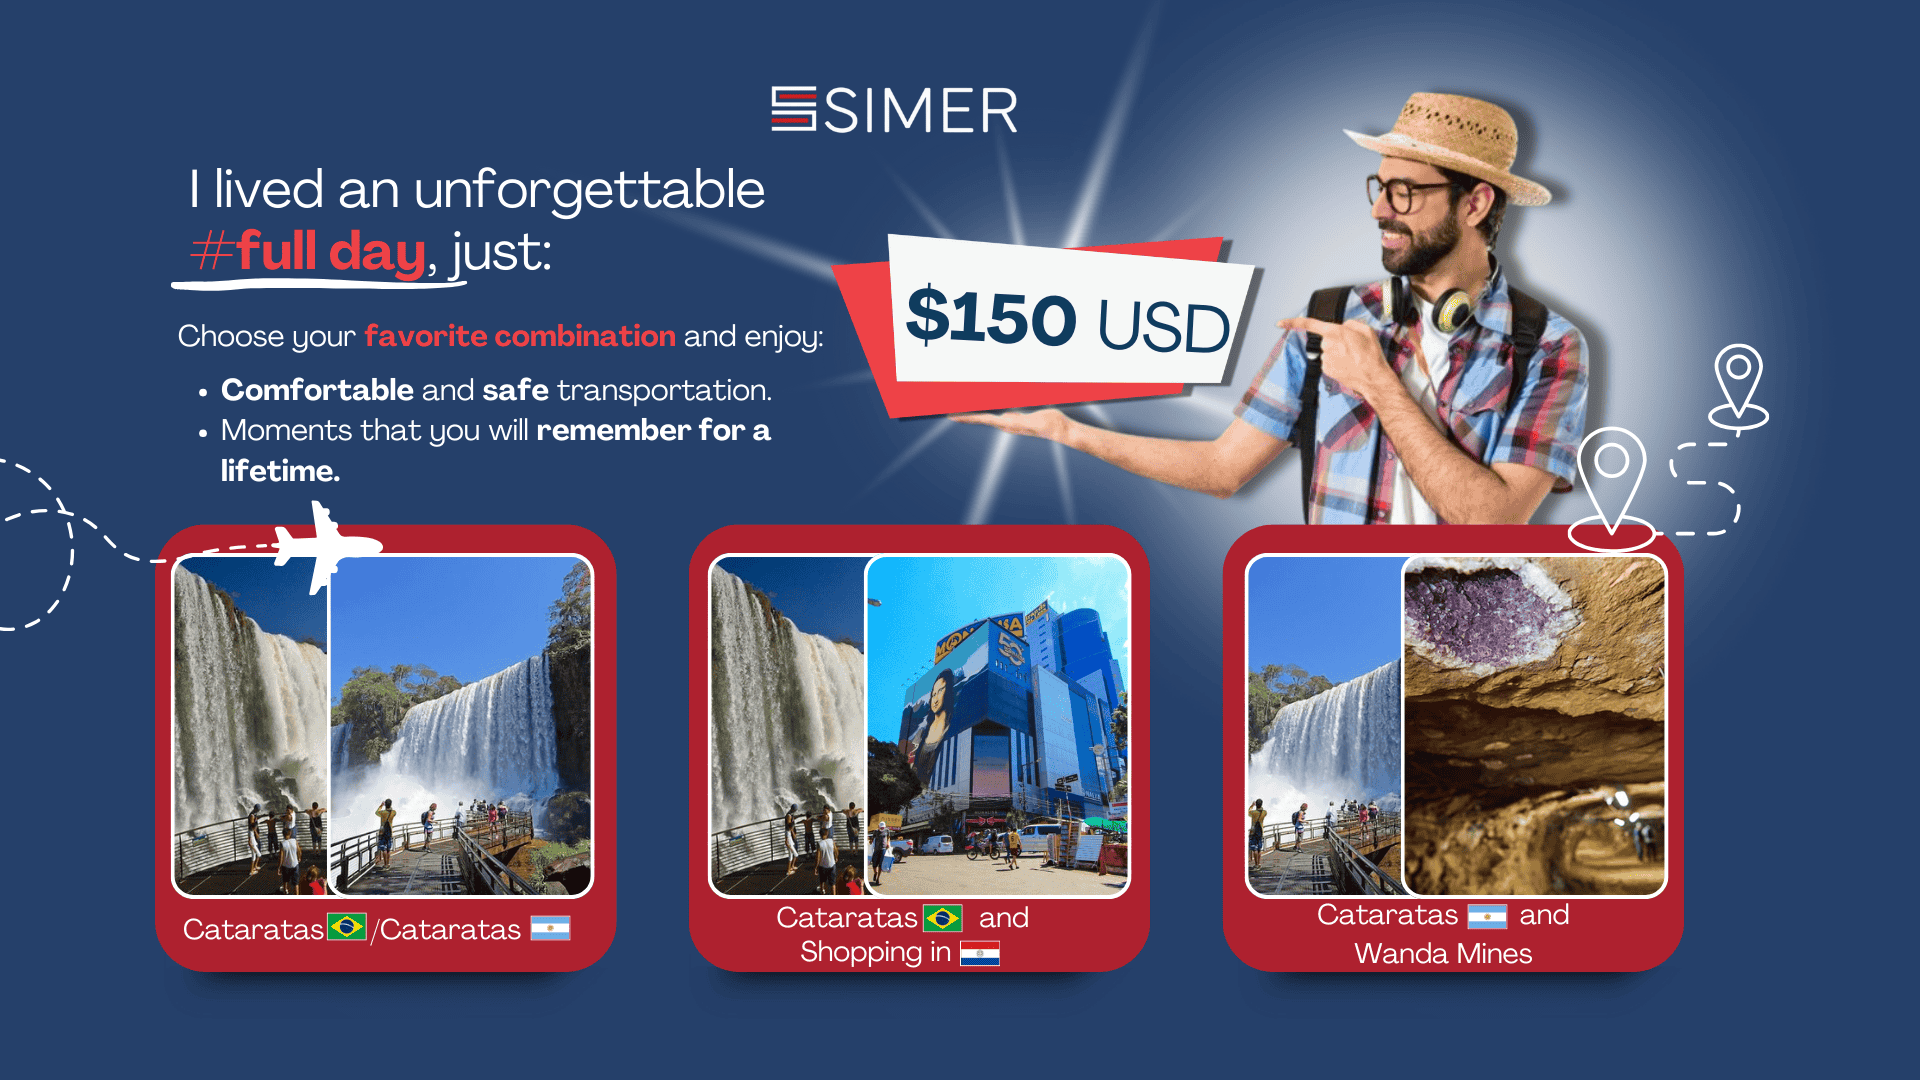 SIMER
I lived an unforgettable
#full day, just:
$150 USD
Choose your favorite combination and enjoy:
• Comfortable and safe transportation.
• Moments that you will remember for a
lifetime.
Cataratas /Cataratas
Cataratas and
Shopping in
Cataratas and
Wanda Mines